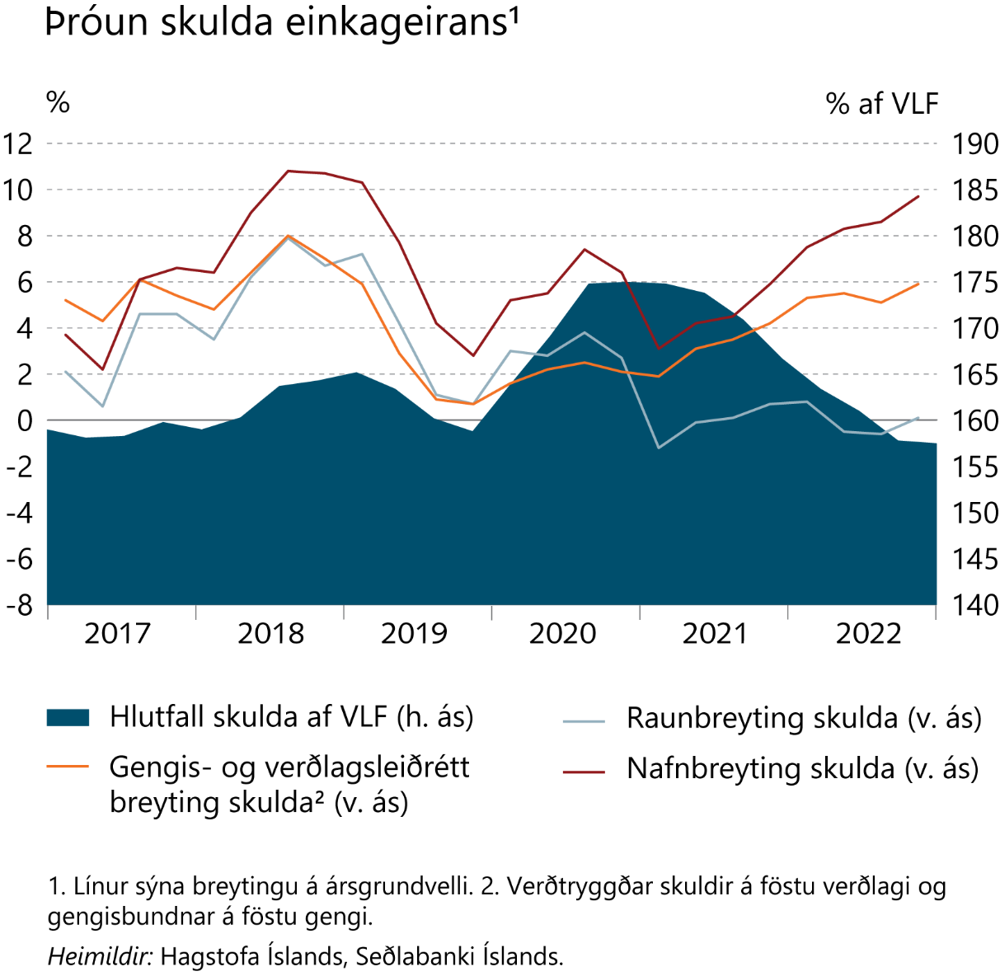 Þróun skulda einkageirans¹
%
% af VLF
12
190
10
185
8
180
6
175
4
170
2
165
0
160
-2
155
-4
150
-6
145
-8
140
2017
2018
2019
2020
2021
2022
Hlutfall skulda af VLF (h. ás)
Raunbreyting skulda (v. ás)
Gengis- og verðlagsleiðrétt
breyting skulda² (v. ás)
Nafnbreyting skulda (v. ás)
1. Línur sýna breytingu á ársgrundvelli. 2. Verðtryggðar skuldir á föstu verðlagi og
gengisbundnar á föstu gengi.
Heimildir: Hagstofa Íslands, Seðlabanki Íslands.